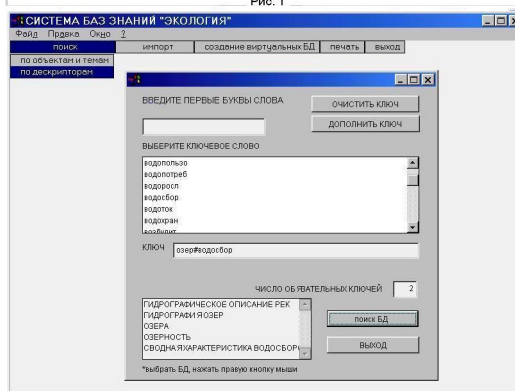 Рис. 1
СИСТЕМА БАЗ ЗНАНИЙ "ЭКОЛОГИЯ"
Файл Правка Окно ?
поиск импорт создание виртуальных БД печать выход
по объектам и темам
по дескрипторам
ВВЕДИТЕ ПЕРВЫЕ БУКВЫ СЛОВА
ОЧИСТИТЬ КЛЮЧ
ДОПОЛНИТЬ КЛЮЧ
ВЫБЕРИТЕ КЛЮЧЕВОЕ СЛОВО
водопользо
водопотреб
водоросл
водосбор
водоток
водохран
возбудит
КЛЮЧ озер#водосбор
ЧИСЛО ОБЯЗАТЕЛЬНЫХ КЛЮЧЕЙ 2
ГИДРОГРАФИЧЕСКОЕ ОПИСАНИЕ РЕК
ГИДРОГРАФИЯ ОЗЕР
ОЗЕРА
ОЗЕРНОСТЬ
СВОДНАЯ ХАРАКТЕРИСТИКА ВОДОСБОРО
поиск БД
ВЫХОД
*выбрать БД, нажать правую кнопку мыши